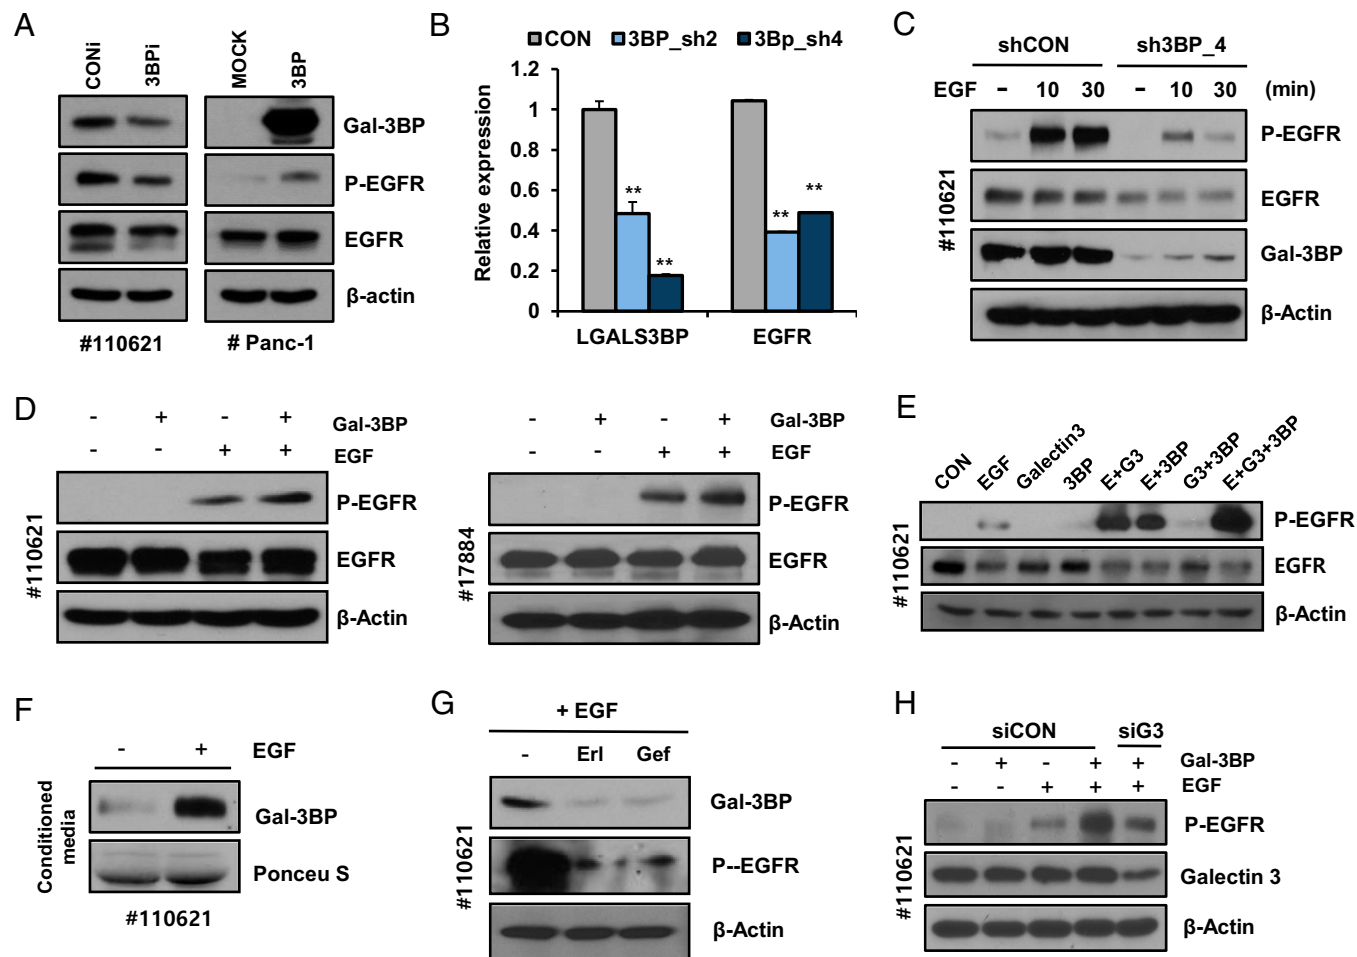 A
CONi 3BPi MOCK 3BP
Gal-3BP
P-EGFR
EGFR
β-actin
#110621 # Panc-1
B
CON 3BP_sh2 3Bp_sh4
Relative expression
1.2
1
0.8
0.6
0.4
0.2
0
** ** ** **
LGALS3BP EGFR
C
shCON sh3BP_4
EGF - 10 30 - 10 30 (min)
#110621
P-EGFR
EGFR
Gal-3BP
β-Actin
D
- + - + Gal-3BP
- - + + EGF
#110621
P-EGFR
EGFR
β-Actin
- + - + Gal-3BP
- - + + EGF
#17884
P-EGFR
EGFR
β-Actin
E
CON EGF Galectin3 3BP E+G3 E+3BP G3+3BP E+G3+3BP
#110621
P-EGFR
EGFR
β-Actin
F
- + EGF
Conditioned
media
Gal-3BP
Ponceu S
#110621
G
+ EGF
- Erl Gef
#110621
Gal-3BP
P--EGFR
β-Actin
H
siCON siG3
- + - + + Gal-3BP
- - + + + EGF
#110621
P-EGFR
Galectin 3
β-Actin